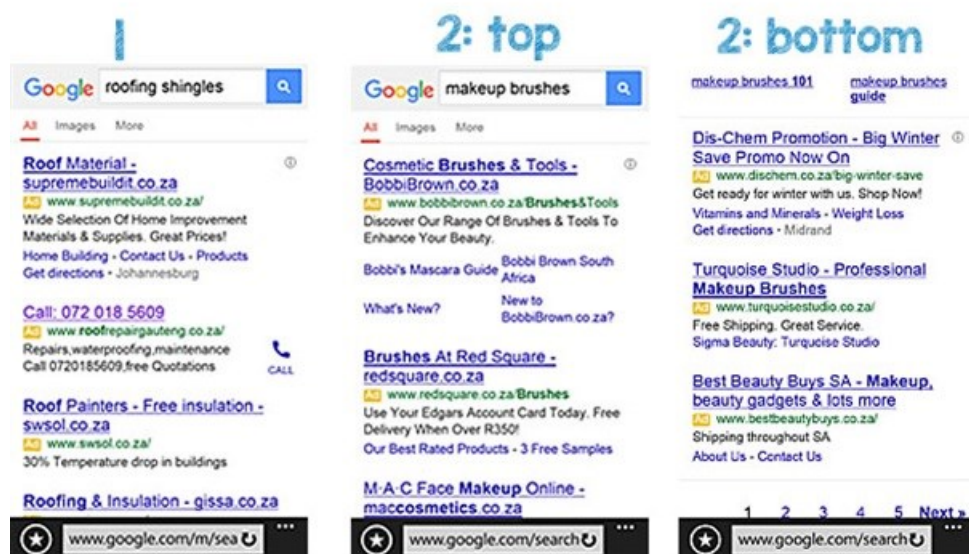 1
Google roofing shingles
All Images More
Roof Material -
supremebuildit.co.za
Ad www.supremebuildit.co.za/
Wide Selection Of Home Improvement
Materials & Supplies. Great Prices!
Home Building - Contact Us - Products
Get directions - Johannesburg
Call: 072 018 5609
Ad www.roofrepairgauteng.co.za/
Repairs,waterproofing,maintenance
Call 0720185609,free Quotations
CALL
Roof Painters - Free insulation -
swsol.co.za
Ad www.swsol.co.za/
30% Temperature drop in buildings
Roofing & Insulation - gissa.co.za
www.google.com/m/sea
2: top
Google makeup brushes
All Images More
Cosmetic Brushes & Tools -
BobbiBrown.co.za
Ad www.bobbibrown.co.za/Brushes&Tools
Discover Our Range Of Brushes & Tools To
Enhance Your Beauty.
Bobbi's Mascara Guide
Bobbi Brown South
Africa
What's New?
New to
BobbiBrown.co.za?
Brushes At Red Square -
redsquare.co.za
Ad www.redsquare.co.za/Brushes
Use Your Edgars Account Card Today. Free
Delivery When Over R350!
Our Best Rated Products - 3 Free Samples
M·A·C Face Makeup Online -
maccosmetics.co.za
www.google.com/search
2: bottom
makeup brushes 101
makeup brushes
guide
Dis-Chem Promotion - Big Winter
Save Promo Now On
Ad www.dischem.co.za/big-winter-save
Get ready for winter with us. Shop Now!
Vitamins and Minerals - Weight Loss
Get directions - Midrand
Turquoise Studio - Professional
Makeup Brushes
Ad www.turquoisestudio.co.za/
Free Shipping. Great Service.
Sigma Beauty: Turquoise Studio
Best Beauty Buys SA - Makeup,
beauty gadgets & lots more
Ad www.bestbeautybuys.co.za/
Shipping throughout SA
About Us - Contact Us
1 2 3 4 5 Next »
www.google.com/search